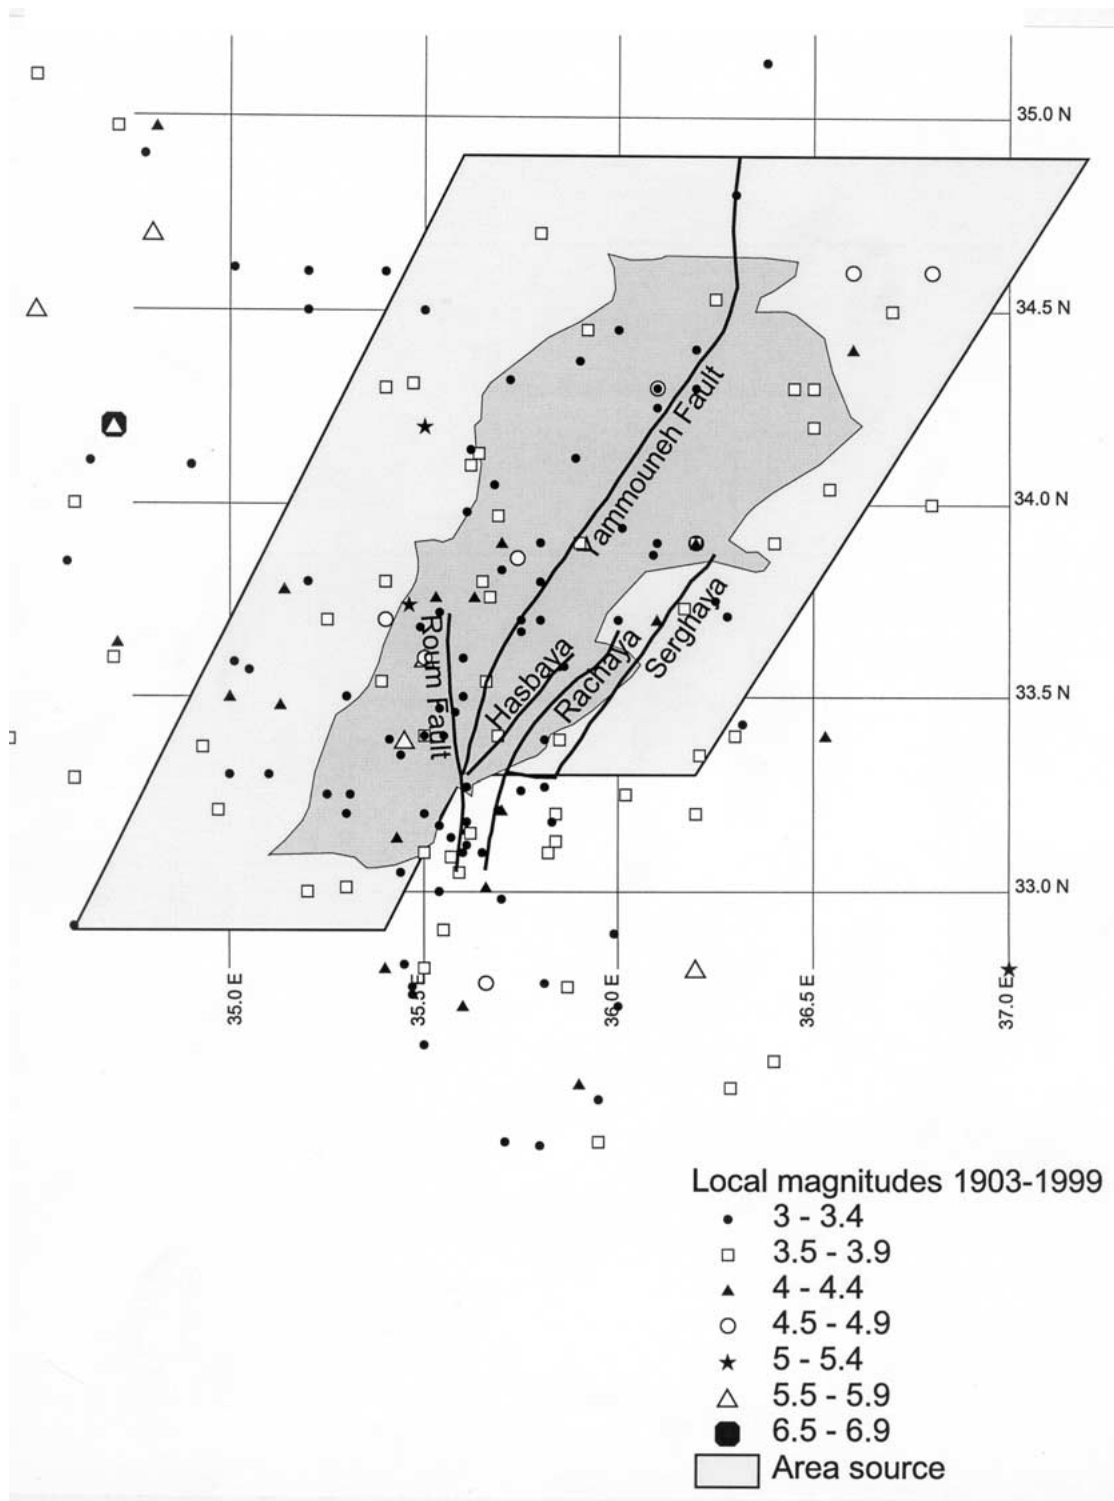 35.0 N
34.5 N
Yammouneh Fault
34.0 N
Roum Fault
Hasbaya
Rachaya
Serghaya
33.5 N
33.0 N
35.0 E
35.5 E
36.0 E
36.5 E
37.0 E
Local magnitudes 1903-1999
3 - 3.4
3.5 - 3.9
4 - 4.4
4.5 - 4.9
5 - 5.4
5.5 - 5.9
6.5 - 6.9
Area source